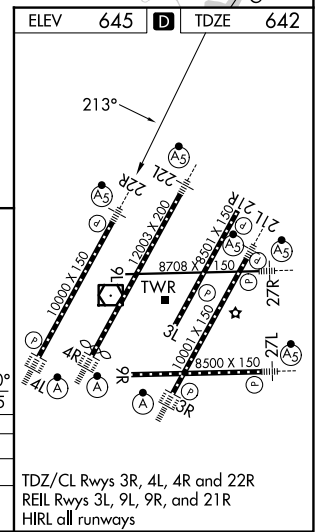 ELEV 645 D TDZE 642
213°
A5
22L
A5
22R
P
21R
A5
21L
A5
P
10000 X 150
12003 X 200
8501 X 150
9L
8708 X 150
27R
TWR
P
3L
10001 X 150
P
4R
9R
8500 X 150
27L
A5
4L
A
A
A
3R
P
TDZ/CL Rwys 3R, 4L, 4R and 22R
REIL Rwys 3L, 9L, 9R, and 21R
HIRL all runways